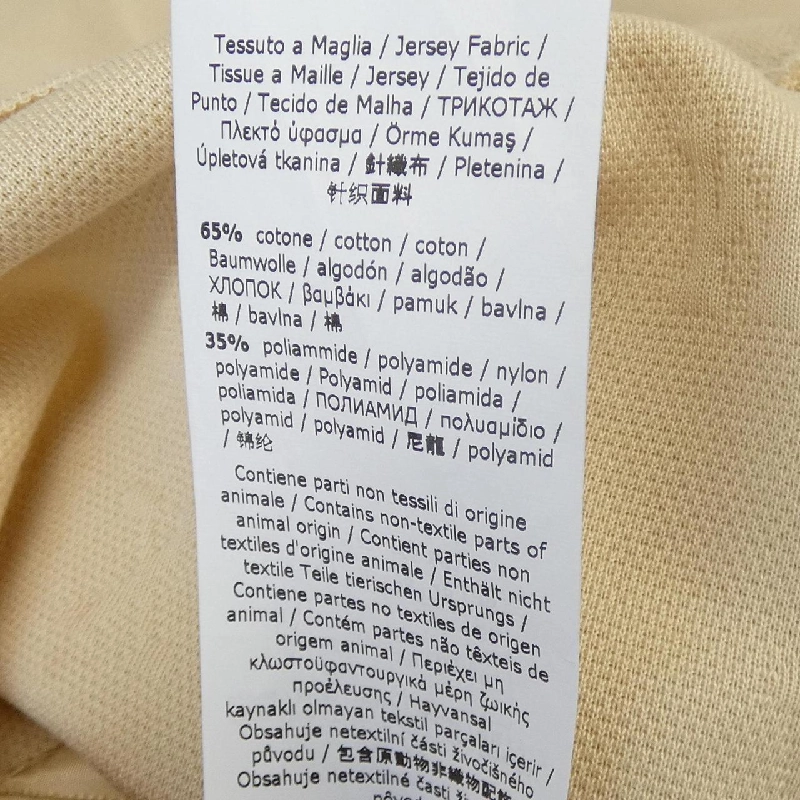 Tessuto a Maglia / Jersey Fabric /
Tissue a Maille / Jersey / Tejido de
Punto / Tecido de Malha / ТРИКОТАЖ /
Πλεκτό ύφασμα / Örme Kumaş /
Úpletová tkanina / 針織布 / Pletenina /
针织面料
65% cotone / cotton / coton /
Baumwolle / algodón / algodão /
ХЛОПОК / βαμβάκι / pamuk / bavlna /
棉 / bavlna / 棉
35% poliammide / polyamide / nylon /
polyamide / Polyamid / poliamida /
poliamida / ПОЛИАМИД / πολυαμίδιο /
polyamid / polyamid / 尼龍 / polyamid
/ 锦纶
Contiene parti non tessili di origine
animale / Contains non-textile parts of
animal origin / Contient parties non
textiles d'origine animale / Enthält nicht
textile Teile tierischen Ursprungs /
Contiene partes no textiles de origen
animal / Contém partes não têxteis de
origem animal / Περιέχει μη
κλωστοϋφαντουργικά μέρη ζωικής
προέλευσης / Hayvansal
kaynaklı olmayan tekstil parçaları içerir /
Obsahuje netextilní části živočišného
původu / 包含原動物非織物配飾
Obsahuje netextilné časti